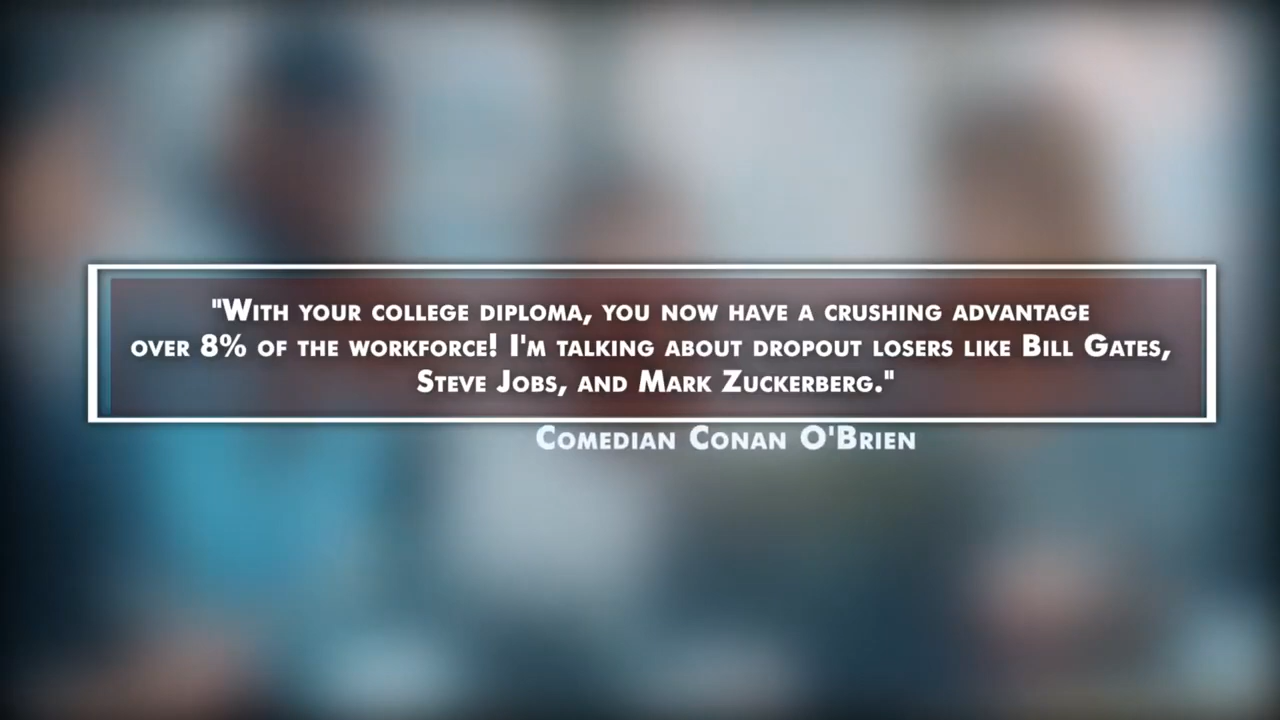 "With your college diploma, you now have a crushing advantage
over 8% of the workforce! I'm talking about dropout losers like Bill Gates,
Steve Jobs, and Mark Zuckerberg."
Comedian Conan O'Brien